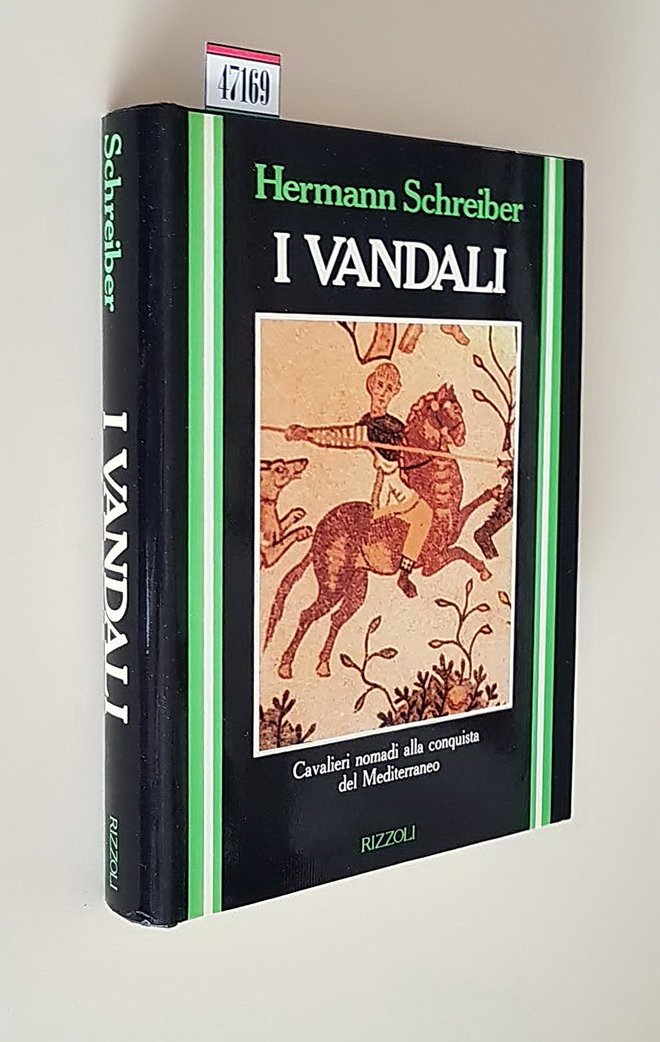 47169
Hermann Schreiber
I VANDALI
Cavalieri nomadi alla conquista
del Mediterraneo
RIZZOLI
Schreiber
I VANDALI
RIZZOLI